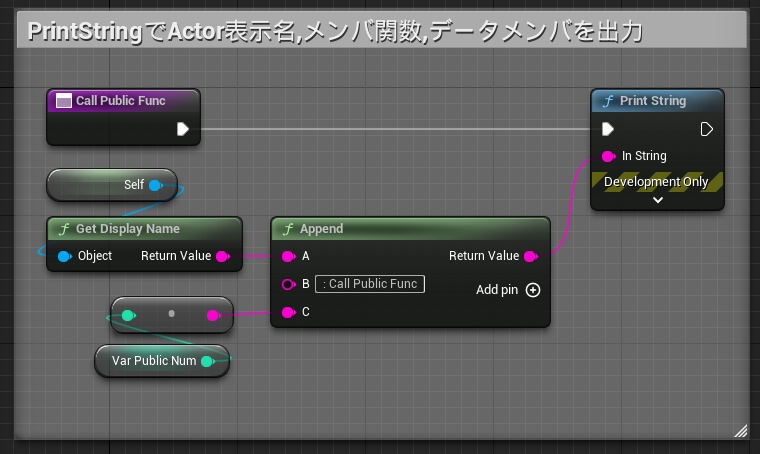 PrintStringでActor表示名,メンバ関数,データメンバを出力
Call Public Func
Print String
In String
Development Only
Self
Get Display Name
Object
Return Value
Append
A
Return Value
B
: Call Public Func
Add pin
C
Var Public Num